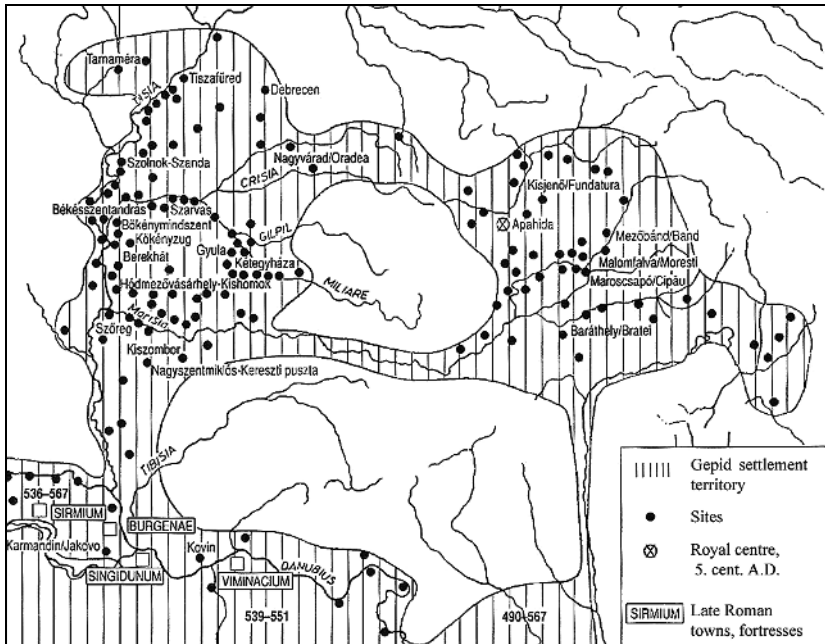 Tarnaméra
Tiszafüred
TISIA
Debrecen
Szolnok-Szanda
Nagyvárad/Oradea
CRISIA
Kisjenő/Fundatura
Békésszentandrás
Szarvas
Bökénymindszent
GILPIL
Apahida
Kökényzug
Mezőbánd/Band
Berekhát
Gyula
Kétegyháza
Malomfalva/Moresti
Maroscsapó/Cipău
Hódmezővásárhely-Kishomok
MILIARE
Marisia
Szőreg
Baráthely/Bratei
Kiszombor
Nagyszentmiklós-Kereszti puszta
TIBISIA
536–567
SIRMIUM
BURGENAE
Karmandin/Jakovo
Kovin
SINGIDUNUM
VIMINACIUM
DANUBIUS
539–551
490–567
Gepid settlement
territory
Sites
Royal centre,
5. cent. A.D.
SIRMIUM
Late Roman
towns, fortresses